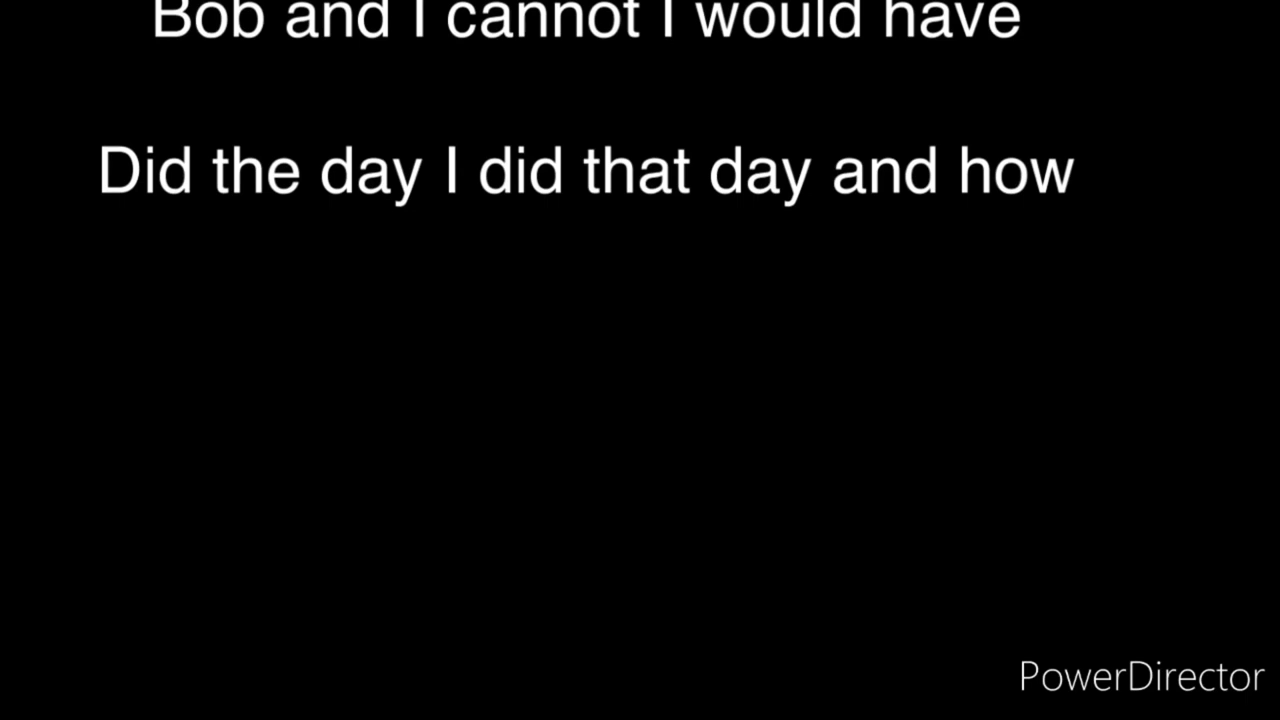 Bob and I cannot I would have
Did the day I did that day and how
PowerDirector